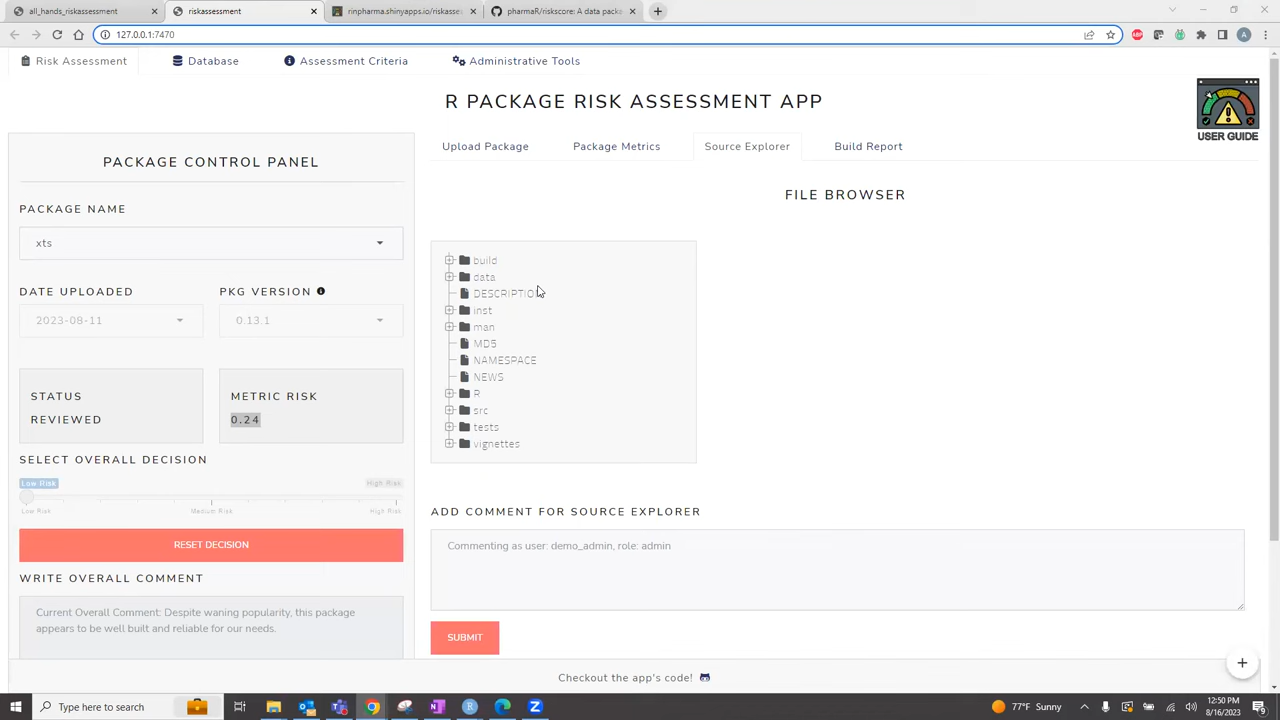 all_hands_riskassessment
riskassessment
rinpharma.shinyapps.io/riskasses
pharmaR/riskscore: A data packa
127.0.0.1:7470
A
Risk Assessment
Database
Assessment Criteria
Administrative Tools
R PACKAGE RISK ASSESSMENT APP
USER GUIDE
PACKAGE CONTROL PANEL
PACKAGE NAME
xts
DATE UPLOADED
PKG VERSION
2023-08-11
0.13.1
STATUS
REVIEWED
METRIC RISK
0.24
SELECT OVERALL DECISION
Low Risk
High Risk
Low Risk
Medium Risk
High Risk
RESET DECISION
WRITE OVERALL COMMENT
Current Overall Comment: Despite waning popularity, this package
appears to be well built and reliable for our needs.
Upload Package
Package Metrics
Source Explorer
Build Report
FILE BROWSER
build
data
DESCRIPTION
inst
man
MD5
NAMESPACE
NEWS
R
src
tests
vignettes
ADD COMMENT FOR SOURCE EXPLORER
Commenting as user: demo_admin, role: admin
SUBMIT
Checkout the app's code!
Type here to search
77°F Sunny
12:50 PM
8/16/2023